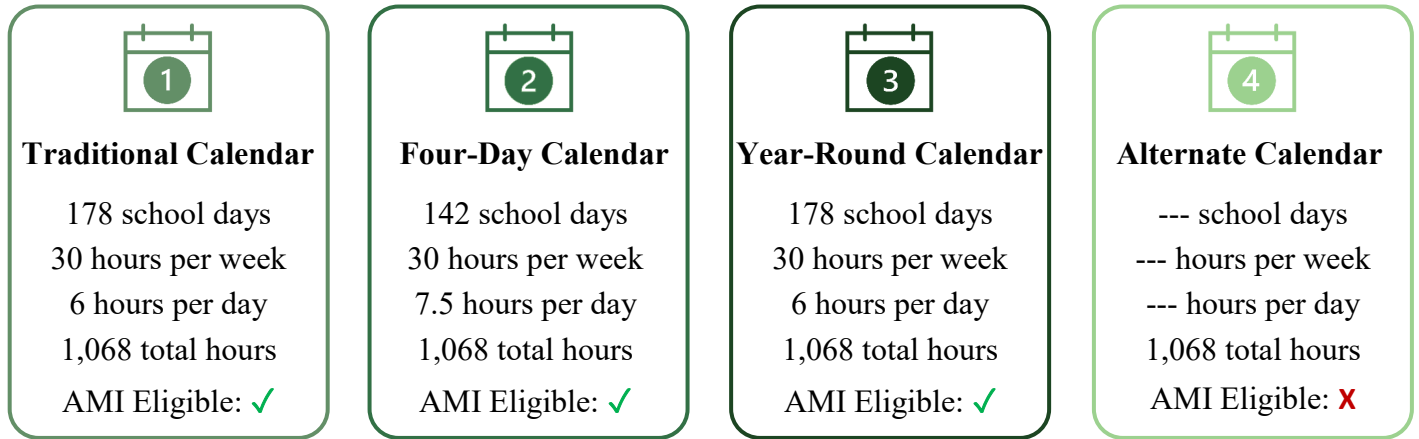 1
Traditional Calendar
178 school days
30 hours per week
6 hours per day
1,068 total hours
AMI Eligible: ✓
2
Four-Day Calendar
142 school days
30 hours per week
7.5 hours per day
1,068 total hours
AMI Eligible: ✓
3
Year-Round Calendar
178 school days
30 hours per week
6 hours per day
1,068 total hours
AMI Eligible: ✓
4
Alternate Calendar
--- school days
--- hours per week
--- hours per day
1,068 total hours
AMI Eligible: X